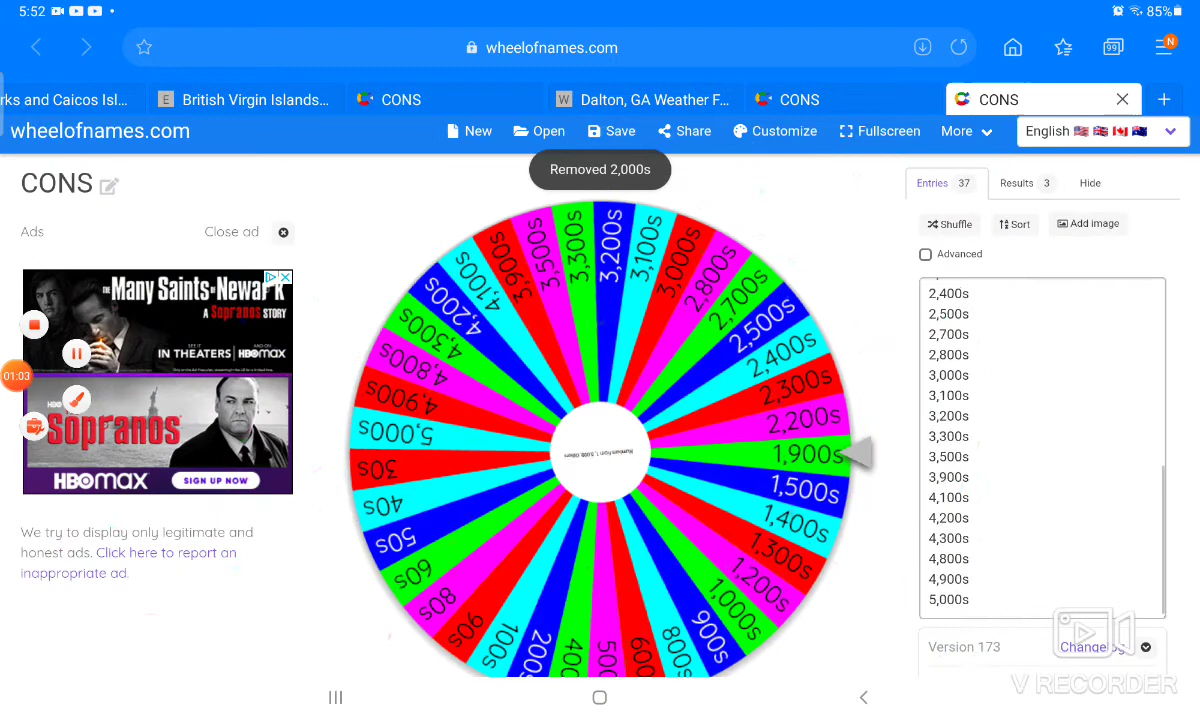 5:52
85%
wheelofnames.com
99
N
rks and Caicos Isl...
E British Virgin Islands...
CONS
W Dalton, GA Weather F...
CONS
CONS
wheelofnames.com
New
Open
Save
Share
Customize
Fullscreen
More
English
Removed 2,000s
CONS
Entries 37
Results 3
Hide
Ads
Close ad
Shuffle
Sort
Add image
Advanced
THE Many Saints of Newark
A Sopranos STORY
IN THEATERS | HBOmax
01:03
HBO
Sopranos
HBOmax
SIGN UP NOW
We try to display only legitimate and
honest ads. Click here to report an
inappropriate ad.
3,200s
3,100s
3,000s
2,800s
2,700s
2,500s
2,400s
2,300s
2,200s
1,900s
1,500s
1,400s
1,300s
1,200s
1,000s
900s
800s
600
500
400
200s
100s
90s
80s
60s
50s
40s
30s
5,000s
4,900s
4,800s
4,300s
4,200s
4,100s
3,900s
3,500s
3,300s
2,400s
2,500s
2,700s
2,800s
3,000s
3,100s
3,200s
3,300s
3,500s
3,900s
4,100s
4,200s
4,300s
4,800s
4,900s
5,000s
Version 173
Changelog
V RECORDER